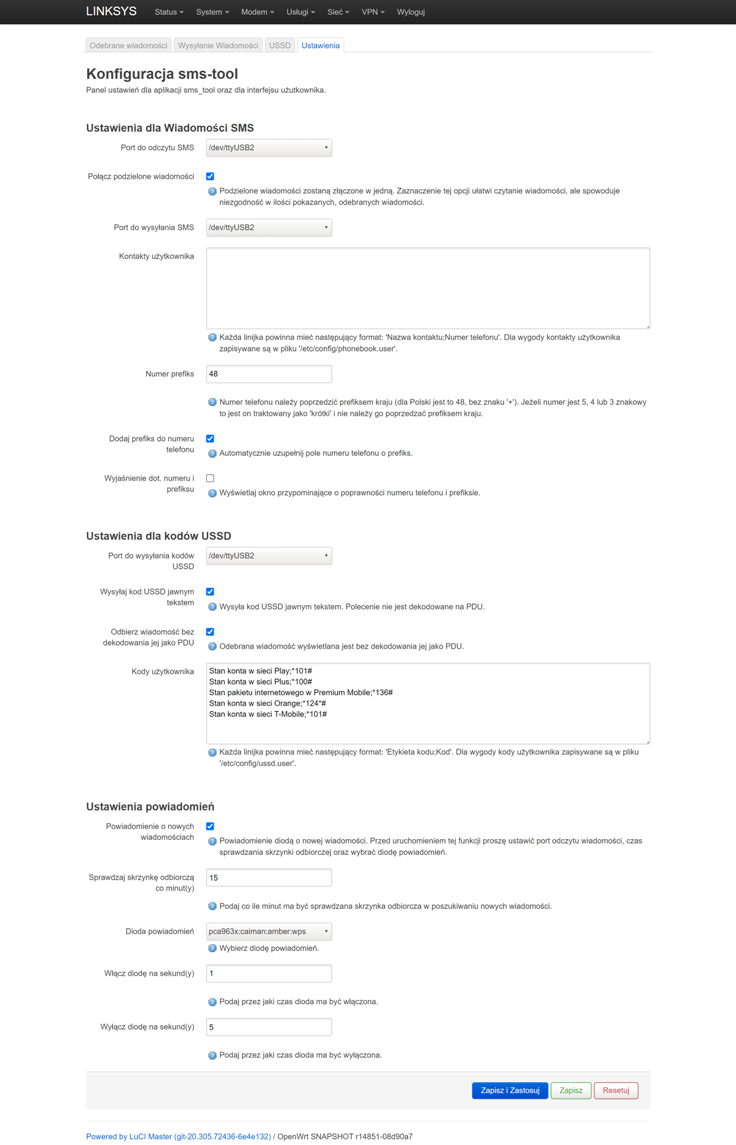 LINKSYS Status System Modem Usługi Sieć VPN Wyloguj
Odebrane wiadomości Wysyłanie Wiadomości USSD Ustawienia
Konfiguracja sms-tool
Panel ustawień dla aplikacji sms_tool oraz dla interfejsu użutkownika.
Ustawienia dla Wiadomości SMS
Port do odczytu SMS /dev/ttyUSB2
Połącz podzielone wiadomości
Podzielone wiadomości zostaną złączone w jedną. Zaznaczenie tej opcji ułatwi czytanie wiadomości, ale spowoduje
niezgodność w ilości pokazanych, odebranych wiadomości.
Port do wysyłania SMS /dev/ttyUSB2
Kontakty użytkownika
Każda linijka powinna mieć następujący format: 'Nazwa kontaktu;Numer telefonu'. Dla wygody kontakty użytkownika
zapisywane są w pliku '/etc/config/phonebook.user'.
Numer prefiks 48
Numer telefonu należy poprzedzić prefiksem kraju (dla Polski jest to 48, bez znaku '+'). Jeżeli numer jest 5, 4 lub 3 znakowy
to jest on traktowany jako 'krótki' i nie należy go poprzedzać prefiksem kraju.
Dodaj prefiks do numeru
telefonu
Automatycznie uzupełnij pole numeru telefonu o prefiks.
Wyjaśnienie dot. numeru i
prefiksu
Wyświetlaj okno przypominające o poprawności numeru telefonu i prefiksie.
Ustawienia dla kodów USSD
Port do wysyłania kodów
USSD
/dev/ttyUSB2
Wysyłaj kod USSD jawnym
tekstem
Wysyła kod USSD jawnym tekstem. Polecenie nie jest dekodowane na PDU.
Odbierz wiadomość bez
dekodowania jej jako PDU
Odebrana wiadomość wyświetlana jest bez dekodowania jej jako PDU.
Kody użytkownika
Stan konta w sieci Play;*101#
Stan konta w sieci Plus;*100#
Stan pakietu internetowego w Premium Mobile;*136#
Stan konta w sieci Orange;*124*#
Stan konta w sieci T-Mobile;*101#
Każda linijka powinna mieć następujący format: 'Etykieta kodu;Kod'. Dla wygody kody użytkownika zapisywane są w pliku
'/etc/config/ussd.user'.
Ustawienia powiadomień
Powiadomienie o nowych
wiadomościach
Powiadomienie diodą o nowej wiadomości. Przed uruchomieniem tej funkcji proszę ustawić port odczytu wiadomości, czas
sprawdzania skrzynki odbiorczej oraz wybrać diodę powiadomień.
Sprawdzaj skrzynkę odbiorczą
co minut(y)
15
Podaj co ile minut ma być sprawdzana skrzynka odbiorcza w poszukiwaniu nowych wiadomości.
Dioda powiadomień pca963x:caiman:amber:wps
Wybierz diodę powiadomień.
Włącz diodę na sekund(y) 1
Podaj przez jaki czas dioda ma być włączona.
Wyłącz diodę na sekund(y) 5
Podaj przez jaki czas dioda ma być wyłączona.
Zapisz i Zastosuj Zapisz Resetuj
Powered by LuCI Master (git-20.305.72436-6e4e132) / OpenWrt SNAPSHOT r14851-08d90a7